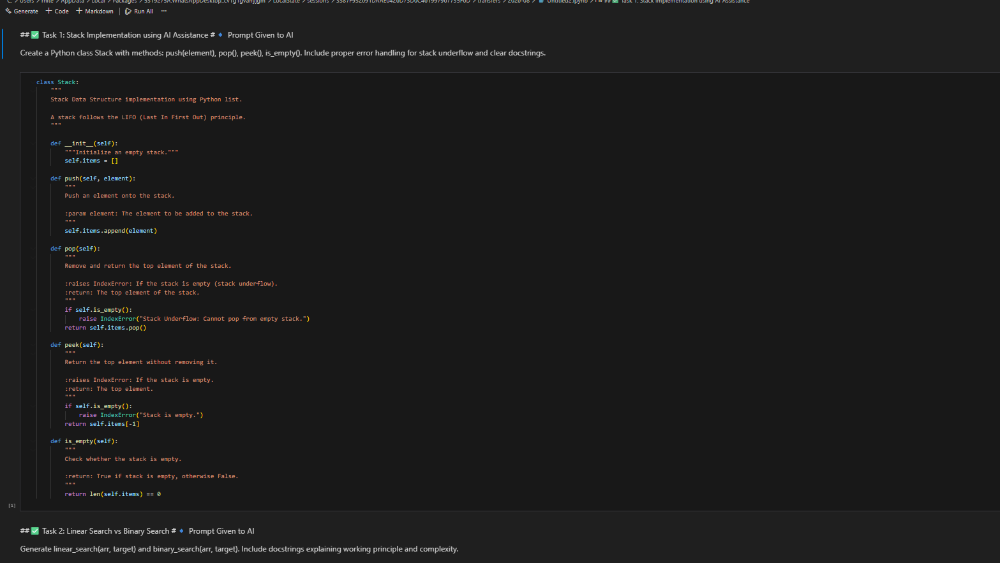 Users > AppData > Local > Packages > LocalState > sessions > transfers > 2026-08 > Untitled2.ipynb > ## ✅ Task 1: Stack Implementation using AI Assistance
Generate + Code + Markdown | Run All ...
## ✅ Task 1: Stack Implementation using AI Assistance # 🔹 Prompt Given to AI
Create a Python class Stack with methods: push(element), pop(), peek(), is_empty(). Include proper error handling for stack underflow and clear docstrings.
class Stack:
"""
Stack Data Structure implementation using Python list.
A stack follows the LIFO (Last In First Out) principle.
"""
def __init__(self):
"""Initialize an empty stack."""
self.items = []
def push(self, element):
"""
Push an element onto the stack.
:param element: The element to be added to the stack.
"""
self.items.append(element)
def pop(self):
"""
Remove and return the top element of the stack.
:raises IndexError: If the stack is empty (stack underflow).
:return: The top element of the stack.
"""
if self.is_empty():
raise IndexError("Stack Underflow: Cannot pop from empty stack.")
return self.items.pop()
def peek(self):
"""
Return the top element without removing it.
:raises IndexError: If the stack is empty.
:return: The top element.
"""
if self.is_empty():
raise IndexError("Stack is empty.")
return self.items[-1]
def is_empty(self):
"""
Check whether the stack is empty.
:return: True if stack is empty, otherwise False.
"""
return len(self.items) == 0
[1]
## ✅ Task 2: Linear Search vs Binary Search # 🔹 Prompt Given to AI
Generate linear_search(arr, target) and binary_search(arr, target). Include docstrings explaining working principle and complexity.